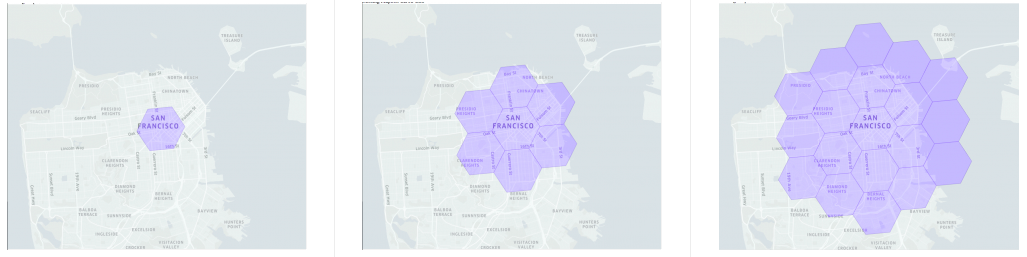 TREASURE
ISLAND
NORTH BEACH
PRESIDIO
CHINATOWN
SEACLIFF
PRESIDIO
HEIGHTS
Geary Blvd
SAN
FRANCISCO
Lincoln Way
CLARENDON
HEIGHTS
DIAMOND
HEIGHTS
BERNAL
HEIGHTS
BALBOA
TERRACE
SUNNYSIDE
BAYVIEW
HUNTERS
POINT
INGLESIDE
EXCELSIOR
VISITACION
VALLEY
CROCKER
TREASURE
ISLAND
NORTH BEACH
PRESIDIO
CHINATOWN
SEACLIFF
PRESIDIO
HEIGHTS
Geary Blvd
SAN
FRANCISCO
Lincoln Way
CLARENDON
HEIGHTS
DIAMOND
HEIGHTS
BERNAL
HEIGHTS
BALBOA
TERRACE
SUNNYSIDE
BAYVIEW
HUNTERS
POINT
INGLESIDE
EXCELSIOR
VISITACION
VALLEY
CROCKER
TREASURE
ISLAND
NORTH BEACH
PRESIDIO
CHINATOWN
SEACLIFF
PRESIDIO
HEIGHTS
Geary Blvd
SAN
FRANCISCO
Lincoln Way
CLARENDON
HEIGHTS
DIAMOND
HEIGHTS
BERNAL
HEIGHTS
BALBOA
TERRACE
SUNNYSIDE
BAYVIEW
HUNTERS
POINT
INGLESIDE
EXCELSIOR
VISITACION
VALLEY
CROCKER